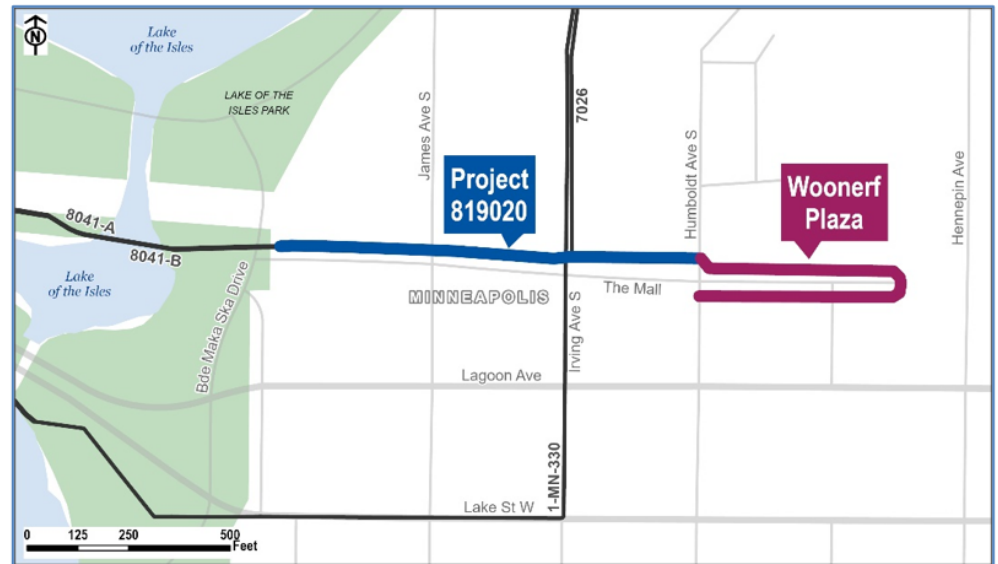 N
Lake
of the Isles
LAKE OF THE
ISLES PARK
James Ave S
7026
Humboldt Ave S
Hennepin Ave
Project
819020
Woonerf
Plaza
8041-A
8041-B
Lake
of the Isles
Bde Maka Ska Drive
MINNEAPOLIS
The Mall
Irving Ave S
Lagoon Ave
1-MN-330
Lake St W
0 125 250 500
Feet